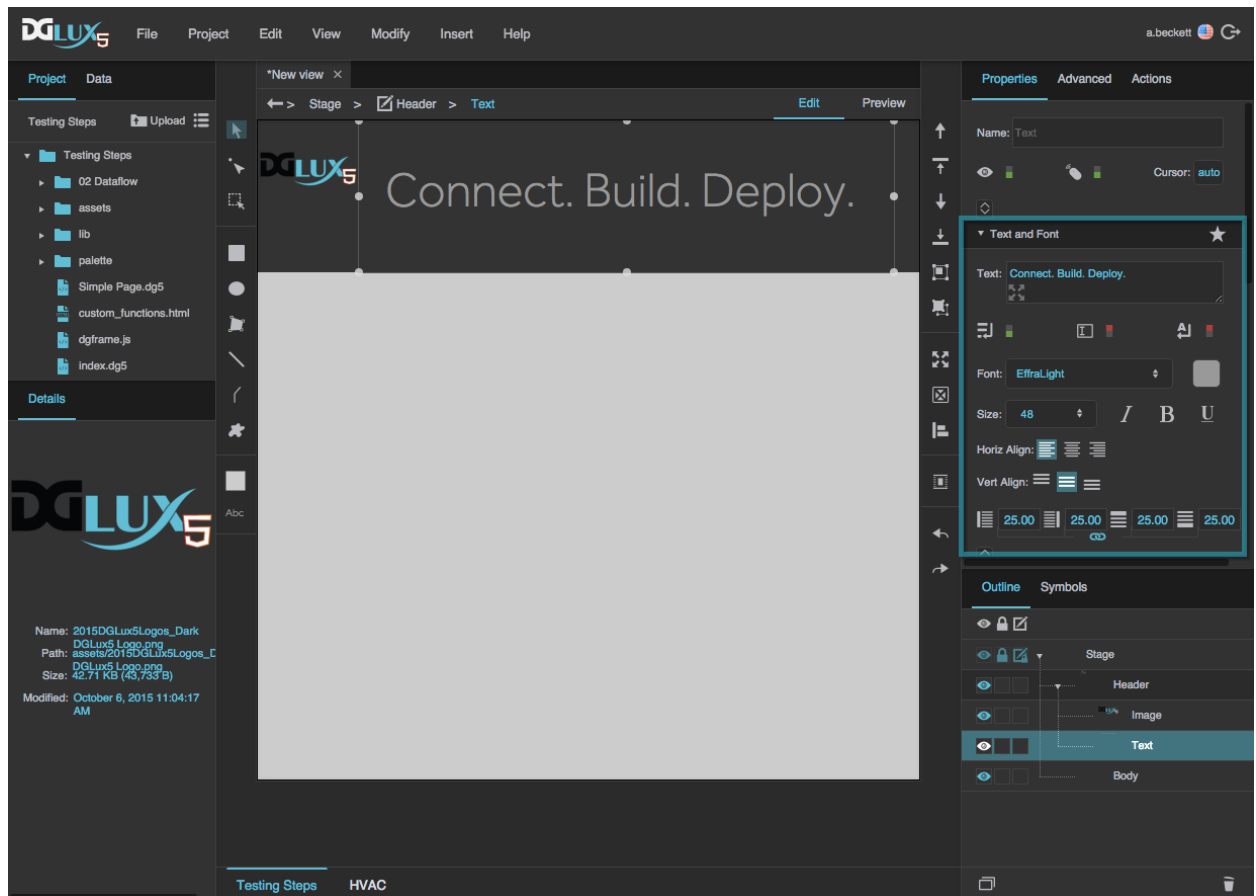 DGLUX5 File Project Edit View Modify Insert Help a.beckett
Project Data
Testing Steps Upload
Testing Steps
02 Dataflow
assets
lib
palette
Simple Page.dg5
custom_functions.html
dgframe.js
index.dg5
Details
DGLUX5
Name: 2015DGLux5Logos_Dark
DGLux5 Logo.png
Path: assets/2015DGLux5Logos_D
DGLux5 Logo.png
Size: 42.71 KB (43,733 B)
Modified: October 6, 2015 11:04:17
AM
*New view ×
Stage > Header > Text Edit Preview
DGLUX5
Connect. Build. Deploy.
Abc
Testing Steps HVAC
Properties Advanced Actions
Name: Text
Cursor: auto
Text and Font
Text: Connect. Build. Deploy.
Font: EffraLight
Size: 48 I B U
Horiz Align:
Vert Align:
25.00 25.00 25.00 25.00
Outline Symbols
Stage
Header
Image
Text
Body